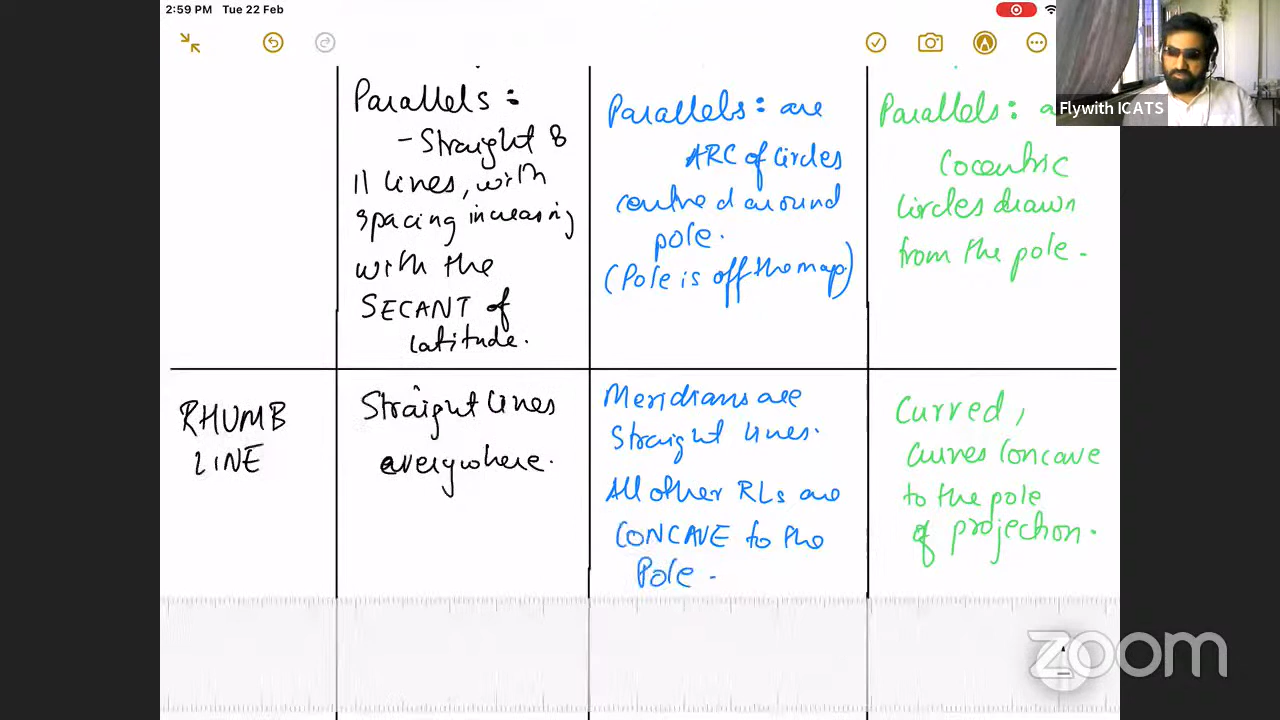 2:59 PM Tue 22 Feb
Flywith ICATS
Parallels :
- Straight &
11 lines, with
spacing increasing
with the
SECANT of
latitude.
Parallels : are
ARC of circles
centred around
pole.
(Pole is off the map)
Parallels : a
Cocentric
circles drawn
from the pole.
RHUMB
LINE
Straight lines
everywhere.
Meridians are
straight lines.
All other RLs are
CONCAVE to the
Pole.
Curved,
curves concave
to the pole
of projection.
zoom